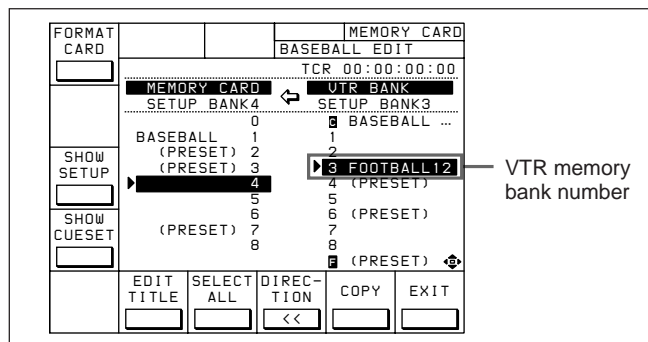 FORMAT CARD
MEMORY CARD
BASEBALL EDIT
TCR 00:00:00:00
MEMORY CARD
SETUP BANK4
VTR BANK
SETUP BANK3
0
BASEBALL 1
(PRESET) 2
(PRESET) 3
4
5
6
(PRESET) 7
8
C BASEBALL ...
1
2
3 FOOTBALL12
4 (PRESET)
5
6 (PRESET)
7
8
F (PRESET)
SHOW SETUP
SHOW CUESET
VTR memory
bank number
EDIT TITLE
SELECT ALL
DIREC-TION
<<
COPY
EXIT